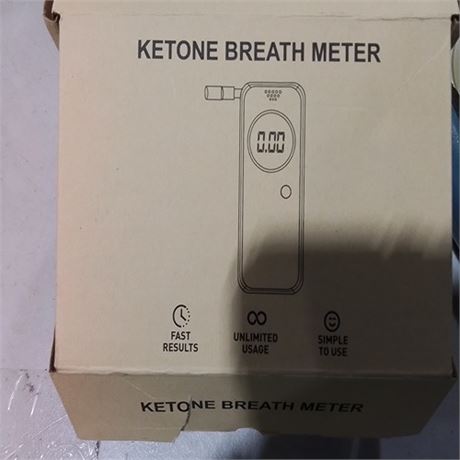 KETONE BREATH METER
0.00
FAST
RESULTS
UNLIMITED
USAGE
SIMPLE
TO USE
KETONE BREATH METER